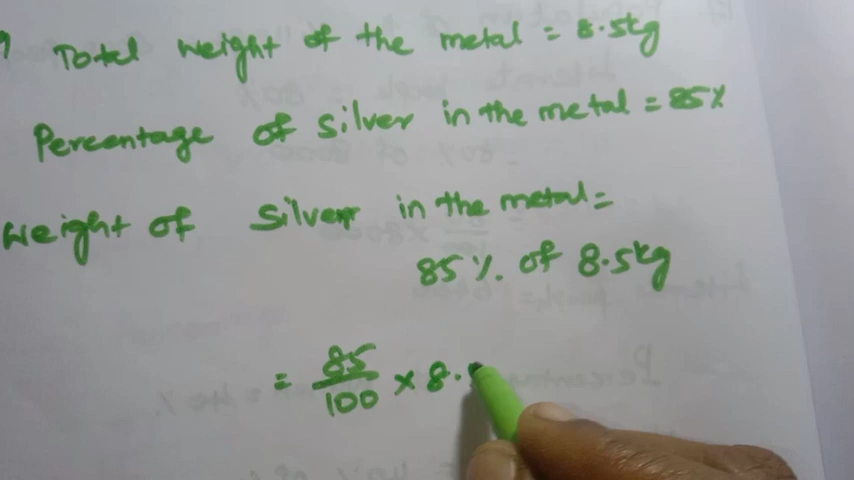 Total weight of the metal = 8.5kg
Percentage of silver in the metal = 85%
weight of silver in the metal =
85% of 8.5kg
= 85/100 × 8.